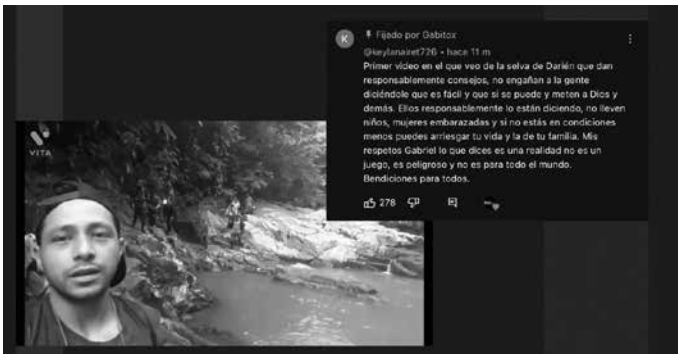 K
Fijado por Gabitox
@keylanairet726 • hace 11 m
Primer video en el que veo de la selva de Darién que dan
responsablemente consejos, no engañan a la gente
diciéndole que es fácil y que si se puede y meten a Dios y
demás. Ellos responsablemente lo están diciendo, no lleven
niños, mujeres embarazadas y si no estás en condiciones
menos puedes arriesgar tu vida y la de tu familia. Mis
respetos Gabriel lo que dices es una realidad no es un
juego, es peligroso y no es para todo el mundo.
Bendiciones para todos.
278
VITA